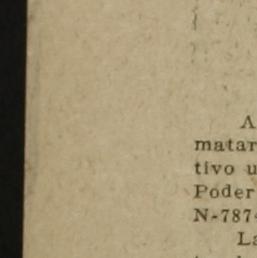 A
matar
tivo u
Poder
N-787
La